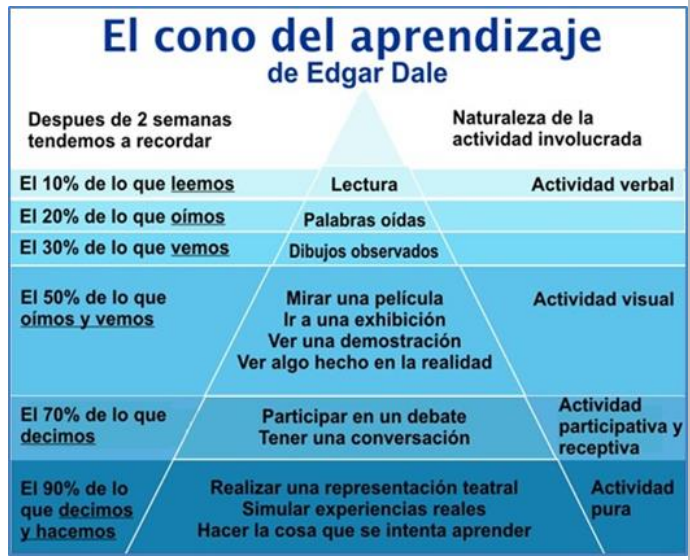 El cono del aprendizaje
de Edgar Dale
Despues de 2 semanas
tendemos a recordar
Naturaleza de la
actividad involucrada
El 10% de lo que leemos
Lectura
Actividad verbal
El 20% de lo que oímos
Palabras oídas
El 30% de lo que vemos
Dibujos observados
El 50% de lo que
oímos y vemos
Mirar una película
Ir a una exhibición
Ver una demostración
Ver algo hecho en la realidad
Actividad visual
El 70% de lo que
decimos
Participar en un debate
Tener una conversación
Actividad
participativa y
receptiva
El 90% de lo
que decimos
y hacemos
Realizar una representación teatral
Simular experiencias reales
Hacer la cosa que se intenta aprender
Actividad
pura